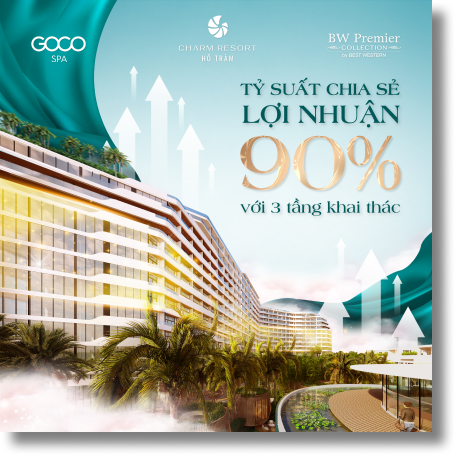 GOCO
SPA
CHARM RESORT
HỒ TRÀM
BW Premier
COLLECTION
by BEST WESTERN
TỶ SUẤT CHIA SẺ
LỢI NHUẬN
90%
với 3 tầng khai thác